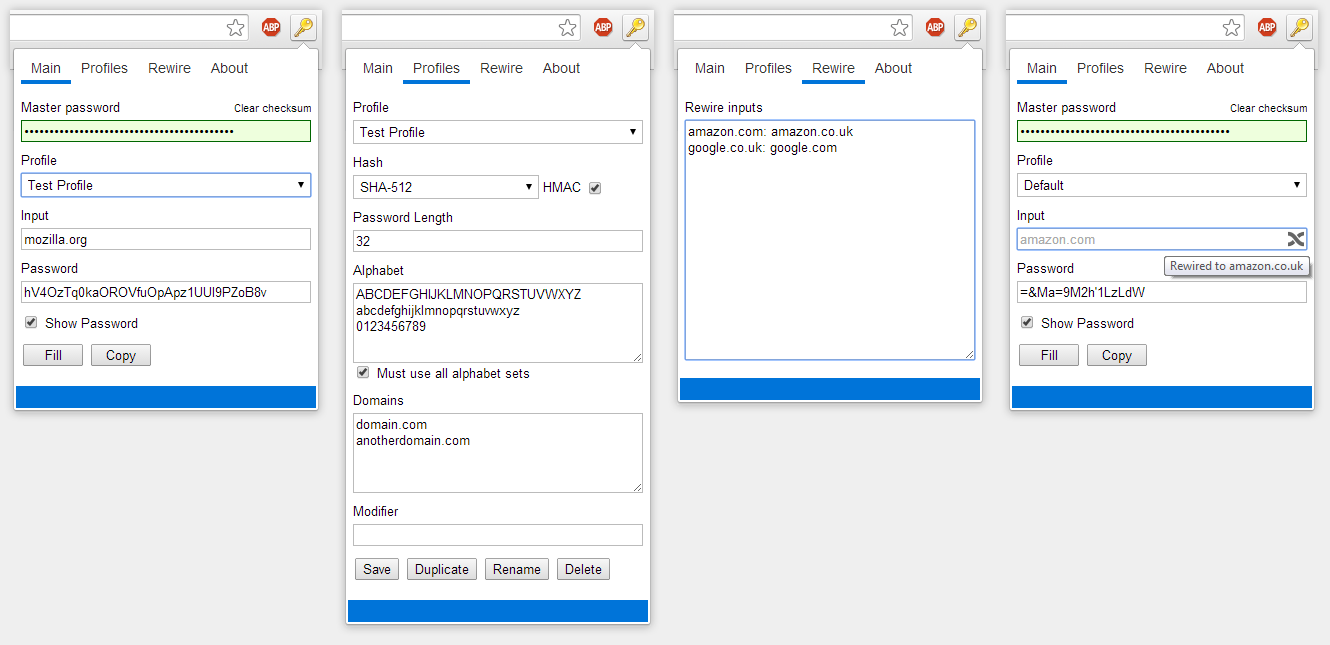 ABP
Main Profiles Rewire About
Master password Clear checksum
••••••••••••••••••••••••••••••••••••••••••
Profile
Test Profile
Input
mozilla.org
Password
hV4OzTq0kaOROVfuOpApz1UUI9PZoB8v
Show Password
Fill Copy
ABP
Main Profiles Rewire About
Profile
Test Profile
Hash
SHA-512 HMAC
Password Length
32
Alphabet
ABCDEFGHIJKLMNOPQRSTUVWXYZ
abcdefghijklmnopqrstuvwxyz
0123456789
Must use all alphabet sets
Domains
domain.com
anotherdomain.com
Modifier
Save Duplicate Rename Delete
ABP
Main Profiles Rewire About
Rewire inputs
amazon.com: amazon.co.uk
google.co.uk: google.com
ABP
Main Profiles Rewire About
Master password Clear checksum
••••••••••••••••••••••••••••••••••••••••••
Profile
Default
Input
amazon.com
Rewired to amazon.co.uk
Password
=&Ma=9M2h'1LzLdW
Show Password
Fill Copy